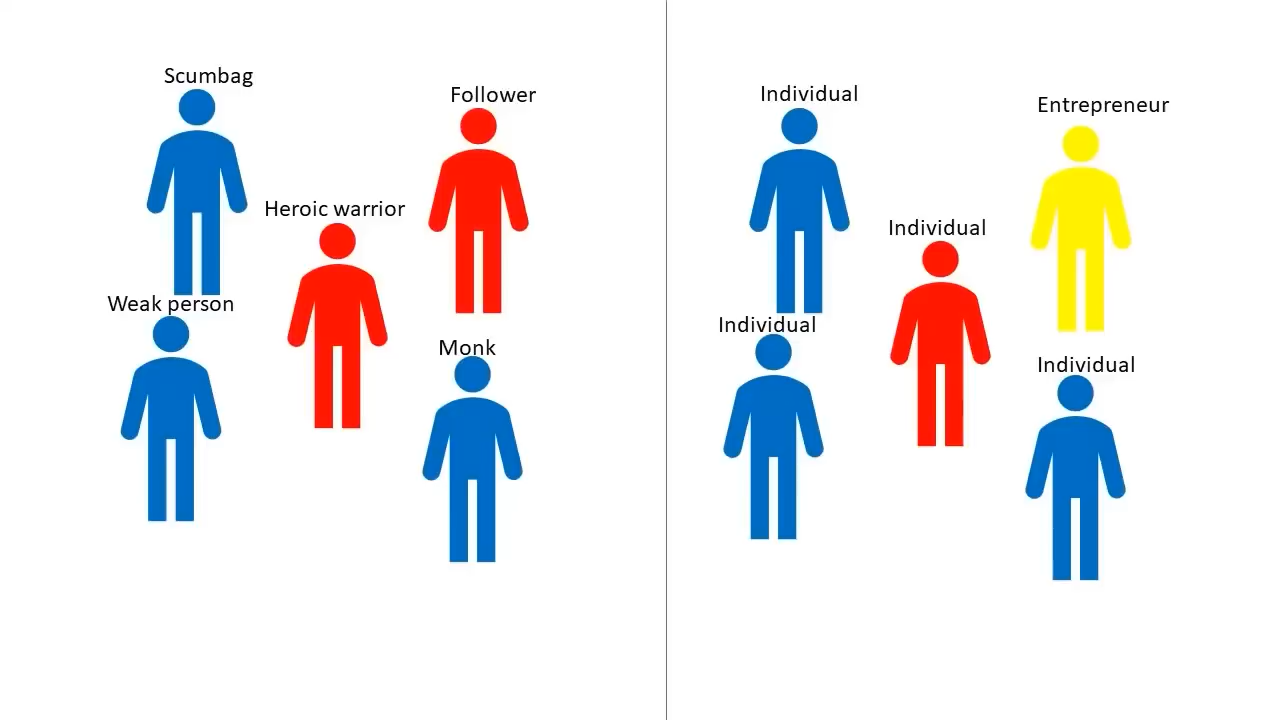 Scumbag
Follower
Heroic warrior
Weak person
Monk
Individual
Entrepreneur
Individual
Individual
Individual